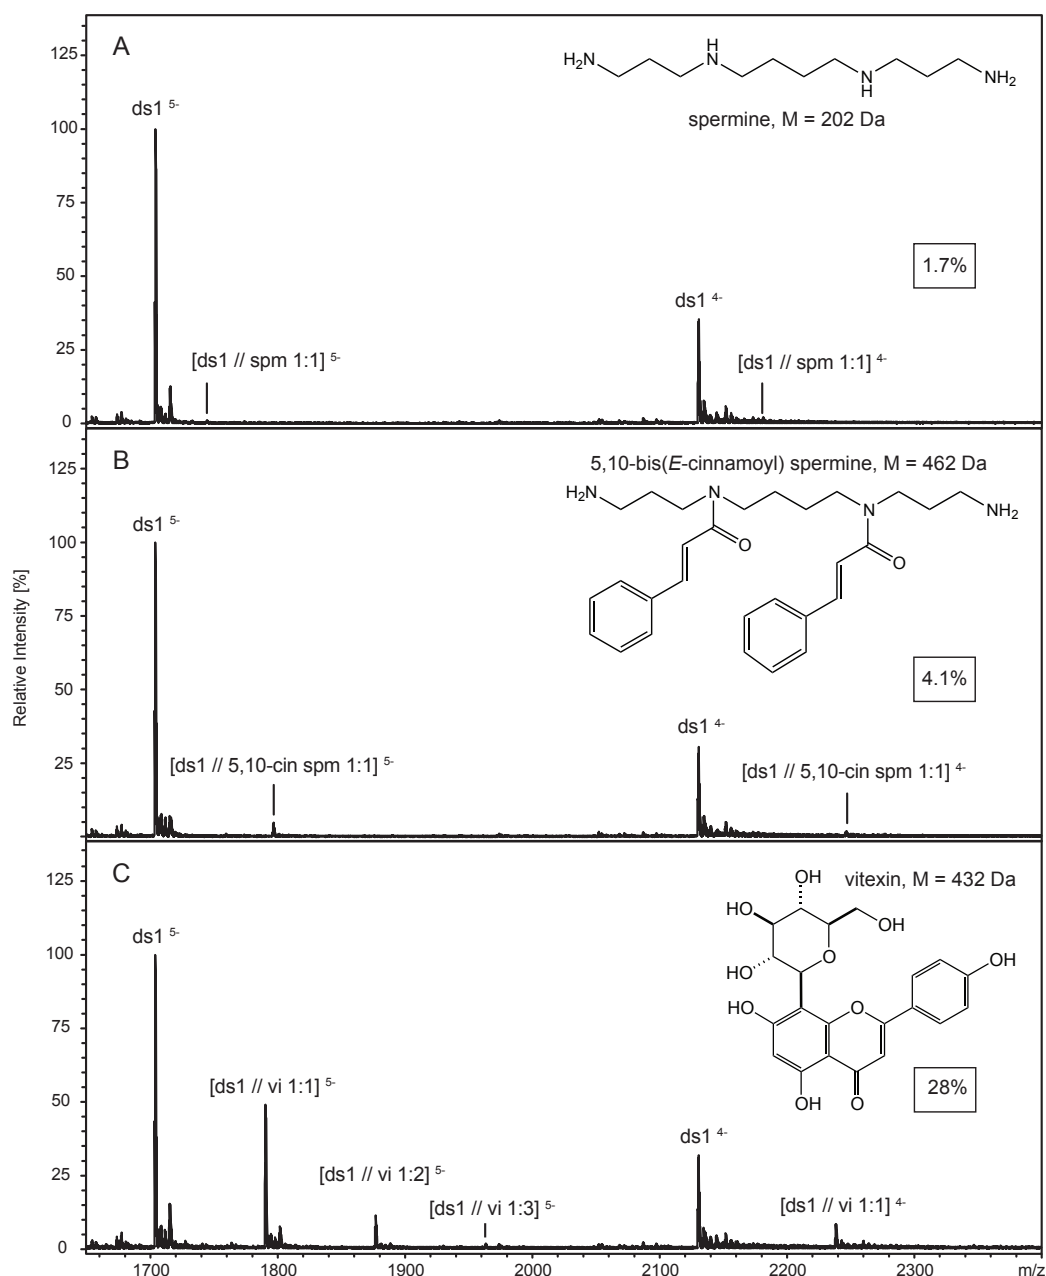 A
H₂N
H
N
N
H
NH₂
spermine, M = 202 Da
125
ds1 5-
100
75
50
1.7%
ds1 4-
25
[ds1 // spm 1:1] 5-
[ds1 // spm 1:1] 4-
0
B
5,10-bis(E-cinnamoyl) spermine, M = 462 Da
125
H₂N
N
N
NH₂
O
O
ds1 5-
100
75
4.1%
50
ds1 4-
25
[ds1 // 5,10-cin spm 1:1] 5-
[ds1 // 5,10-cin spm 1:1] 4-
0
Relative Intensity [%]
C
vitexin, M = 432 Da
125
OH
HO
OH
O
HO
OH
HO
O
OH
O
ds1 5-
100
75
28%
50
[ds1 // vi 1:1] 5-
ds1 4-
25
[ds1 // vi 1:2] 5-
[ds1 // vi 1:3] 5-
[ds1 // vi 1:1] 4-
0
1700 1800 1900 2000 2100 2200 2300 m/z